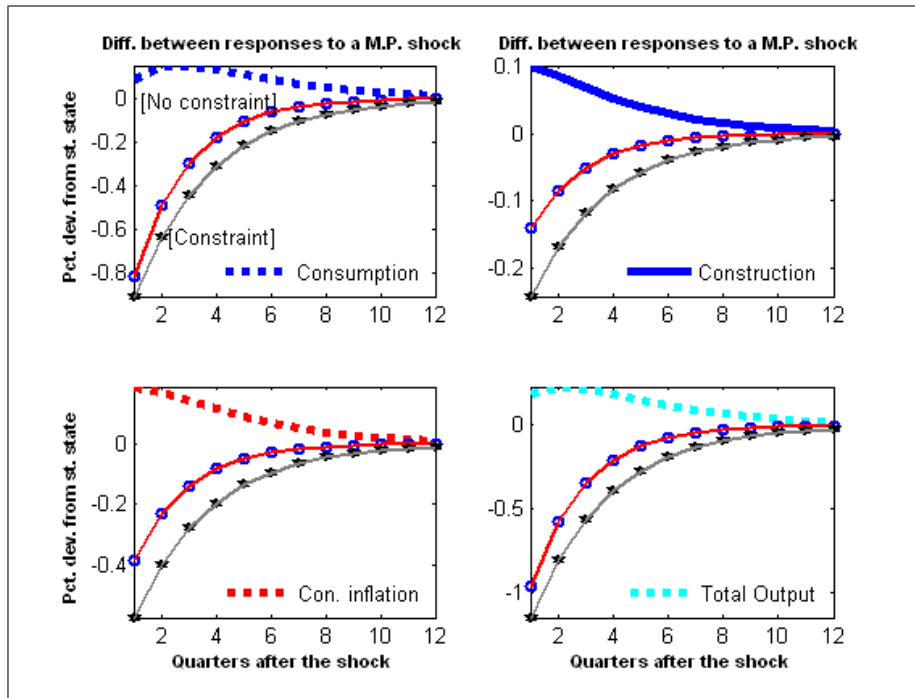 Diff. between responses to a M.P. shock
Pct. dev. from st. state
0
-0.2
-0.4
-0.6
-0.8
[No constraint]
[Constraint]
Consumption
2 4 6 8 10 12
Diff. between responses to a M.P. shock
0.1
0
-0.1
-0.2
Construction
2 4 6 8 10 12
Pct. dev. from st. state
0
-0.2
-0.4
Con. inflation
2 4 6 8 10 12
Quarters after the shock
0
-0.5
-1
Total Output
2 4 6 8 10 12
Quarters after the shock